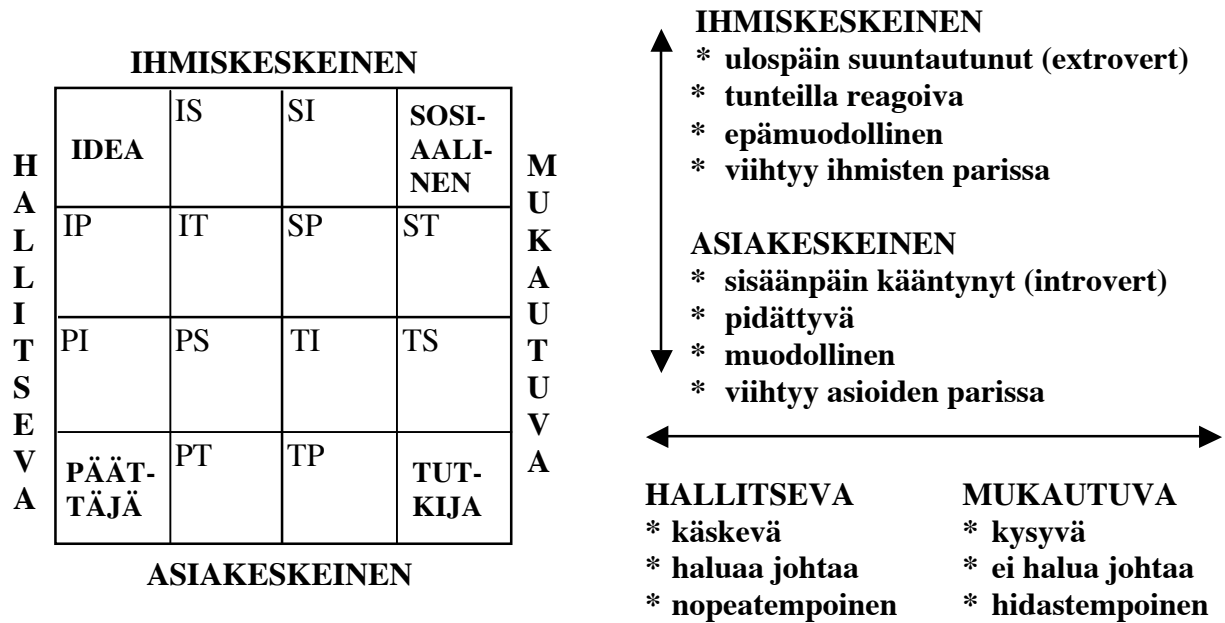 IHMISKESKEINEN
IDEA
IS
SI
SOSI-
AALI-
NEN
IP
IT
SP
ST
PI
PS
TI
TS
PÄÄT-
TÄJÄ
PT
TP
TUT-
KIJA
HALLITSEVA
MUKAUTUVA
ASIAKESKEINEN
IHMISKESKEINEN
* ulospäin suuntautunut (extrovert)
* tunteilla reagoiva
* epämuodollinen
* viihtyy ihmisten parissa
ASIAKESKEINEN
* sisäänpäin kääntynyt (introvert)
* pidättyvä
* muodollinen
* viihtyy asioiden parissa
HALLITSEVA
* käskevä
* haluaa johtaa
* nopeatempoinen
MUKAUTUVA
* kysyvä
* ei halua johtaa
* hidastempoinen